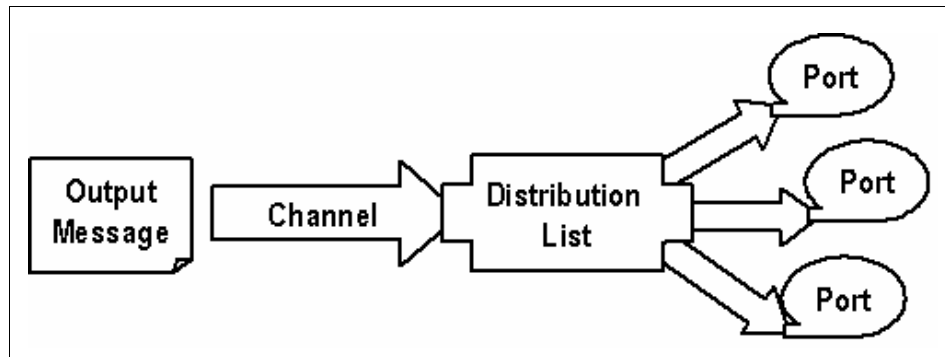 Output
Message
Channel
Distribution
List
Port
Port
Port